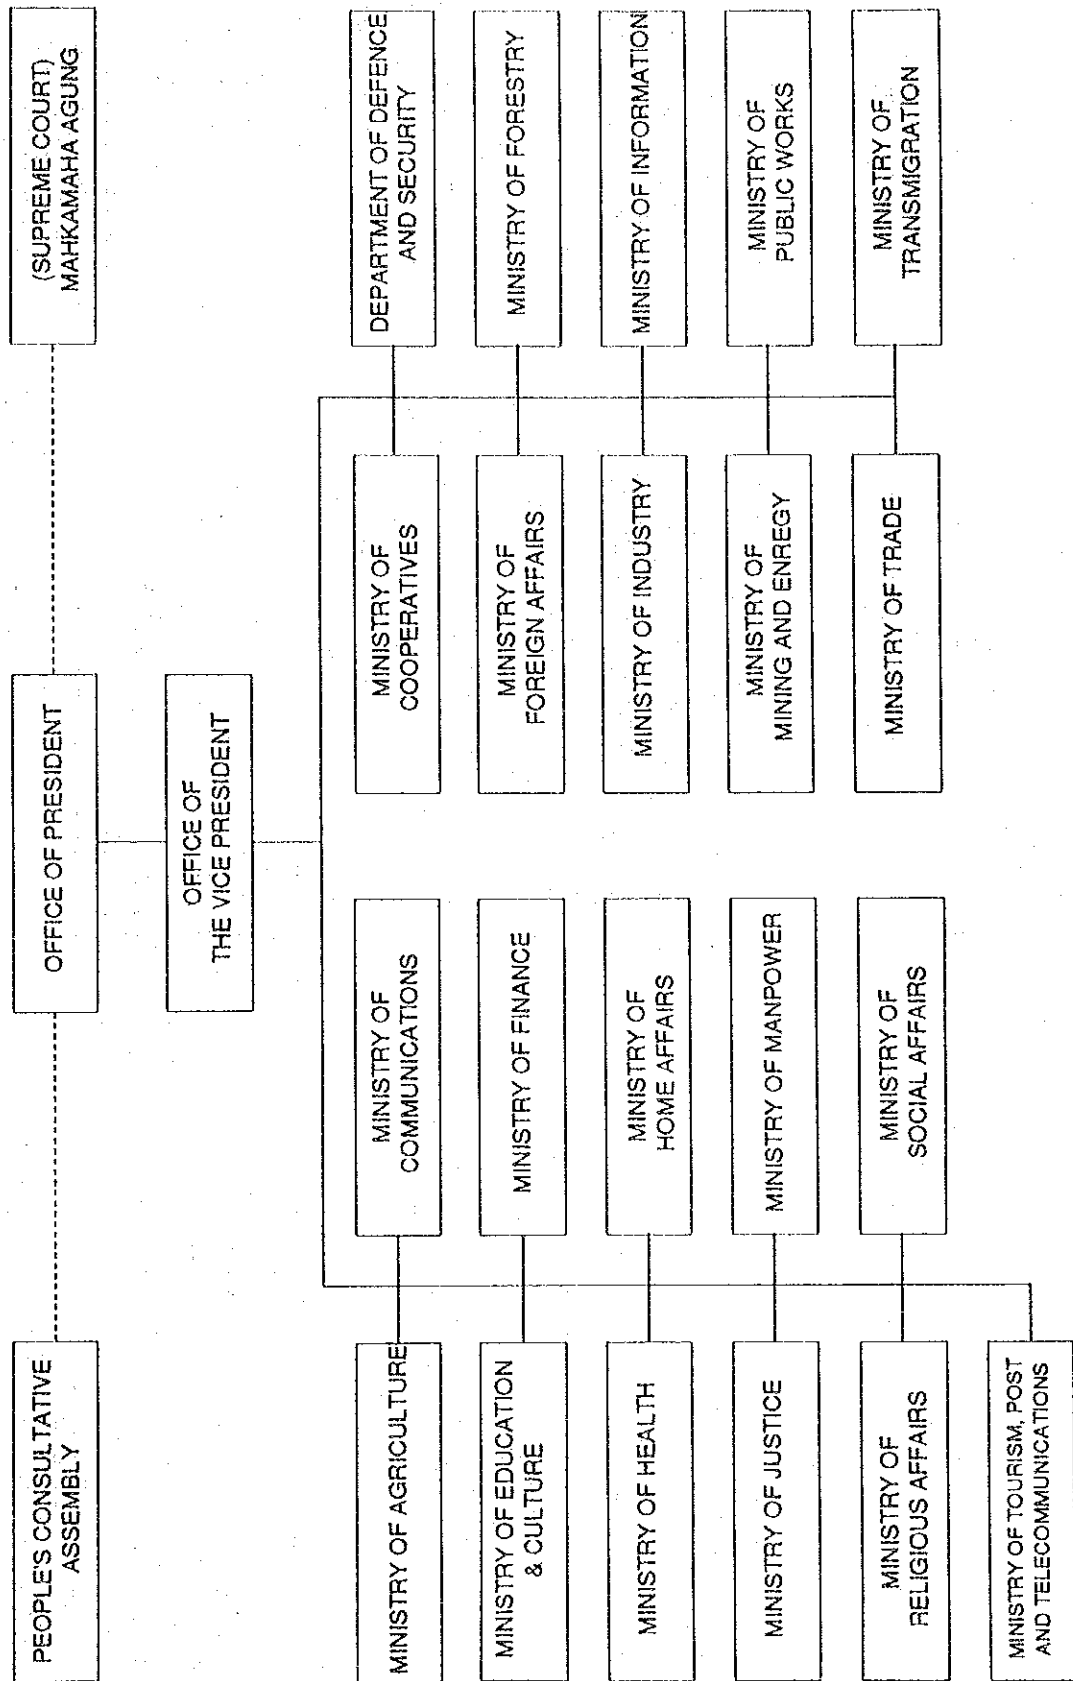 PEOPLE'S CONSULTATIVE
ASSEMBLY
OFFICE OF PRESIDENT
(SUPREME COURT)
MAHKAMAHA AGUNG
OFFICE OF
THE VICE PRESIDENT
MINISTRY OF AGRICULTURE
MINISTRY OF
COMMUNICATIONS
MINISTRY OF
COOPERATIVES
DEPARTMENT OF DEFENCE
AND SECURITY
MINISTRY OF EDUCATION
& CULTURE
MINISTRY OF FINANCE
MINISTRY OF
FOREIGN AFFAIRS
MINISTRY OF FORESTRY
MINISTRY OF HEALTH
MINISTRY OF
HOME AFFAIRS
MINISTRY OF INDUSTRY
MINISTRY OF INFORMATION
MINISTRY OF JUSTICE
MINISTRY OF MANPOWER
MINISTRY OF
MINING AND ENREGY
MINISTRY OF
PUBLIC WORKS
MINISTRY OF
RELIGIOUS AFFAIRS
MINISTRY OF
SOCIAL AFFAIRS
MINISTRY OF TRADE
MINISTRY OF
TRANSMIGRATION
MINISTRY OF TOURISM, POST
AND TELECOMMUNICATIONS